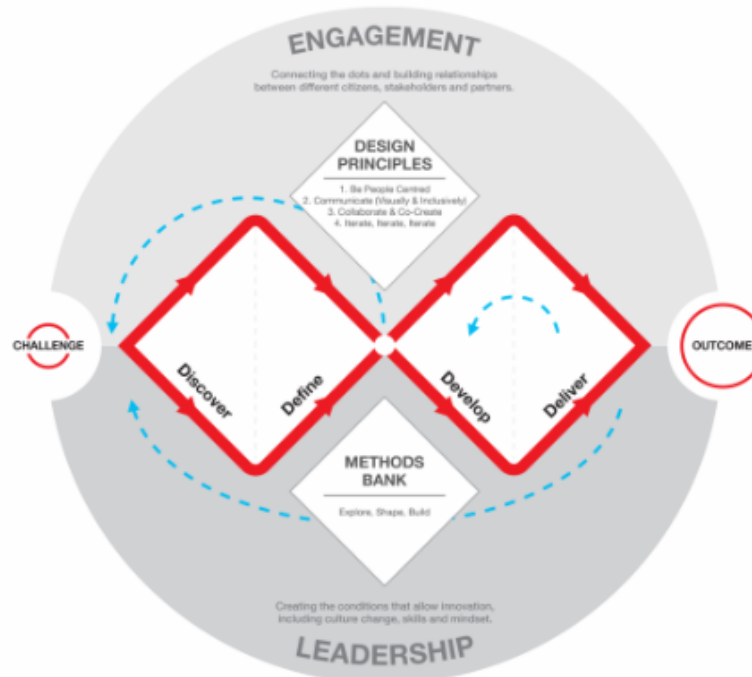 ENGAGEMENT
Connecting the dots and building relationships
between different citizens, stakeholders and partners.
DESIGN
PRINCIPLES
1. Be People Centred
2. Communicate (Visually & Inclusively)
3. Collaborate & Co-Create
4. Iterate, Iterate, Iterate
CHALLENGE
OUTCOME
Discover
Define
Develop
Deliver
METHODS
BANK
Explore, Shape, Build
Creating the conditions that allow innovation,
including culture change, skills and mindset.
LEADERSHIP